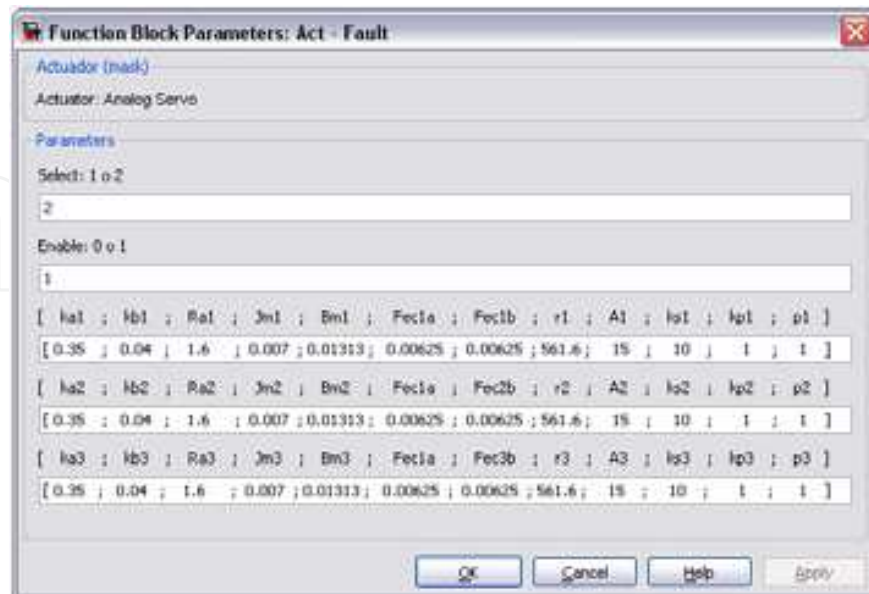 Function Block Parameters: Act - Fault
Actuador (mask)
Actuator: Analog Servo
Parameters
Select: 1 o 2
2
Enable: 0 o 1
1
[ ka1 ; kb1 ; Ra1 ; Jm1 ; Bm1 ; Fec1a ; Fec1b ; r1 ; A1 ; ks1 ; kp1 ; p1 ]
[ 0.35 ; 0.04 ; 1.6 ; 0.007 ; 0.01313 ; 0.00625 ; 0.00625 ; 561.6 ; 15 ; 10 ; 1 ; 1 ]
[ ka2 ; kb2 ; Ra2 ; Jm2 ; Bm2 ; Fec1a ; Fec2b ; r2 ; A2 ; ks2 ; kp2 ; p2 ]
[ 0.35 ; 0.04 ; 1.6 ; 0.007 ; 0.01313 ; 0.00625 ; 0.00625 ; 561.6 ; 15 ; 10 ; 1 ; 1 ]
[ ka3 ; kb3 ; Ra3 ; Jm3 ; Bm3 ; Fec1a ; Fec3b ; r3 ; A3 ; ks3 ; kp3 ; p3 ]
[ 0.35 ; 0.04 ; 1.6 ; 0.007 ; 0.01313 ; 0.00625 ; 0.00625 ; 561.6 ; 15 ; 10 ; 1 ; 1 ]
OK Cancel Help Apply